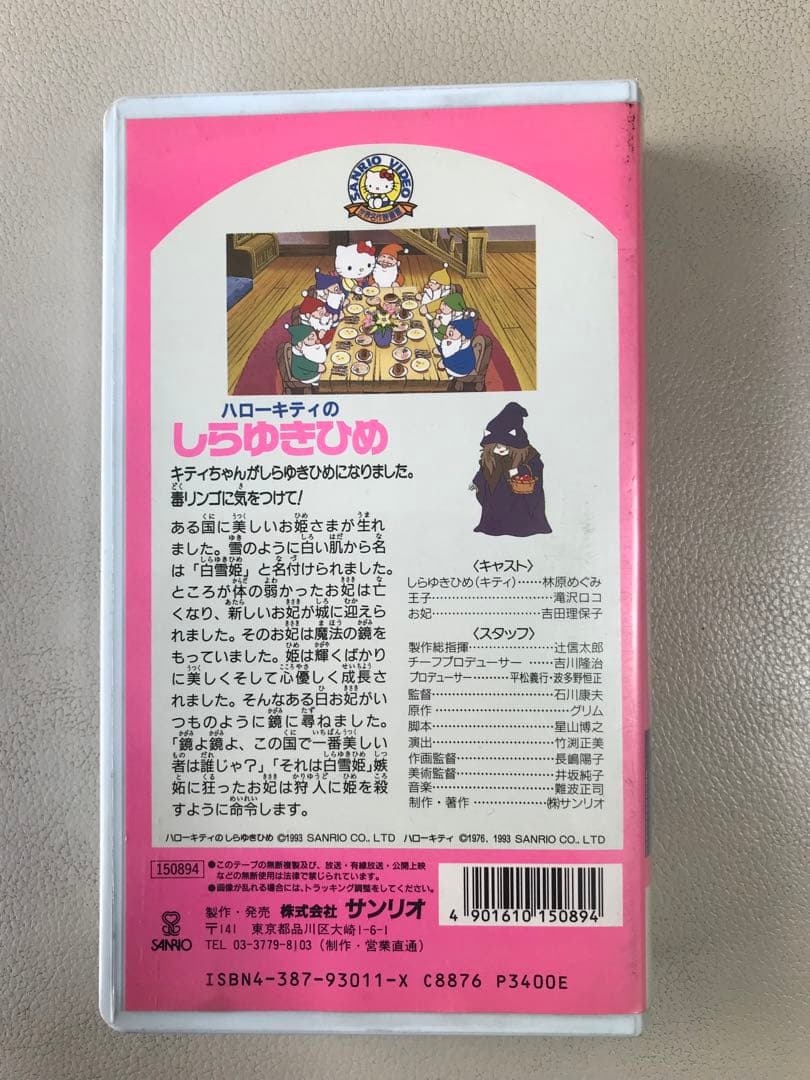 SANRIO VIDEO
ハローキティの
しらゆきひめ
キティちゃんがしらゆきひめになりました。
毒リンゴに気をつけて!
ある国に美しいお姫さまが生れ
ました。雪のように白い肌から名
は「白雪姫」と名付けられました。
ところが体の弱かったお妃は亡
くなり、新しいお妃が城に迎えら
れました。そのお妃は魔法の鏡を
もっていました。姫は輝くばかり
に美しくそして心優しく成長さ
れました。そんなある日お妃がい
つものように鏡に尋ねました。
「鏡よ鏡よ、この国で一番美しい
者は誰じゃ?」「それは白雪姫」嫉
妬に狂ったお妃は狩人に姫を殺
すように命令します。
〈キャスト〉
しらゆきひめ(キティ)……林原めぐみ
王子……滝沢ロコ
お妃……吉田理保子
〈スタッフ〉
製作総指揮……辻信太郎
チーフプロデューサー……吉川隆治
プロデューサー……平松義行・波多野恒正
監督……石川康夫
原作……グリム
脚本……星山博之
演出……竹渕正美
作画監督……長嶋陽子
美術監督……井坂純子
音楽……難波正司
制作・著作……㈱サンリオ
ハローキティの しらゆきひめ ©1993 SANRIO CO., LTD ハローキティ ©1976, 1993 SANRIO CO., LTD
150894
●このテープの無断複製及び、放送・有線放送・公開上映
などの無断使用は法律で禁じられています。
●画像が乱れる場合には、トラッキング調整をしてください。
SANRIO
製作・発売 株式会社 サンリオ
〒141 東京都品川区大崎1-6-1
TEL 03-3779-8103(制作・営業直通)
4 901610 150894
ISBN4-387-93011-X C8876 P3400E